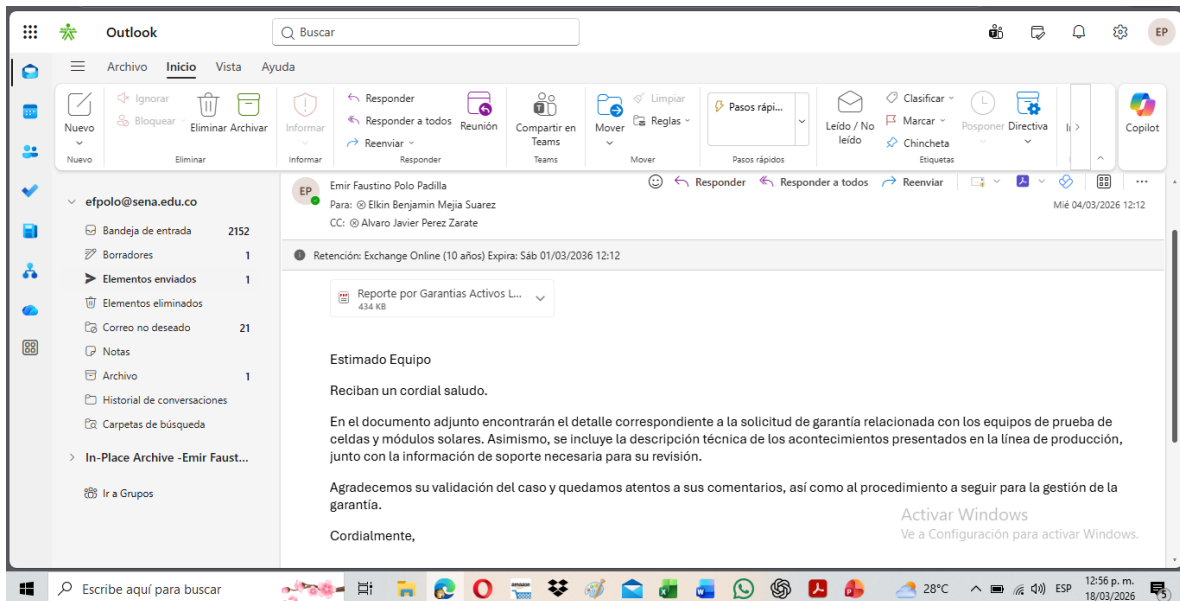 Outlook
Buscar
EP
Archivo Inicio Vista Ayuda
Nuevo
Ignorar
Bloquear
Eliminar Archivar
Informar
Responder
Responder a todos
Reenviar
Reunión
Compartir en Teams
Mover
Limpiar
Reglas
Pasos rápi...
Leído / No leído
Clasificar
Marcar
Chincheta
Posponer Directiva
Copilot
Nuevo
Eliminar
Informar
Responder
Teams
Mover
Pasos rápidos
Etiquetas
efpolo@sena.edu.co
Bandeja de entrada 2152
Borradores 1
Elementos enviados 1
Elementos eliminados
Correo no deseado 21
Notas
Archivo 1
Historial de conversaciones
Carpetas de búsqueda
In-Place Archive -Emir Faust...
Ir a Grupos
EP
Emir Faustino Polo Padilla
Para: Elkin Benjamin Mejia Suarez
CC: Alvaro Javier Perez Zarate
Responder Responder a todos Reenviar
Mié 04/03/2026 12:12
Retención: Exchange Online (10 años) Expira: Sáb 01/03/2036 12:12
Reporte por Garantias Activos L...
434 KB
Estimado Equipo
Reciban un cordial saludo.
En el documento adjunto encontrarán el detalle correspondiente a la solicitud de garantía relacionada con los equipos de prueba de
celdas y módulos solares. Asimismo, se incluye la descripción técnica de los acontecimientos presentados en la línea de producción,
junto con la información de soporte necesaria para su revisión.
Agradecemos su validación del caso y quedamos atentos a sus comentarios, así como al procedimiento a seguir para la gestión de la
garantía.
Cordialmente,
Activar Windows
Ve a Configuración para activar Windows.
Escribe aquí para buscar
28°C
ESP
12:56 p. m.
18/03/2026